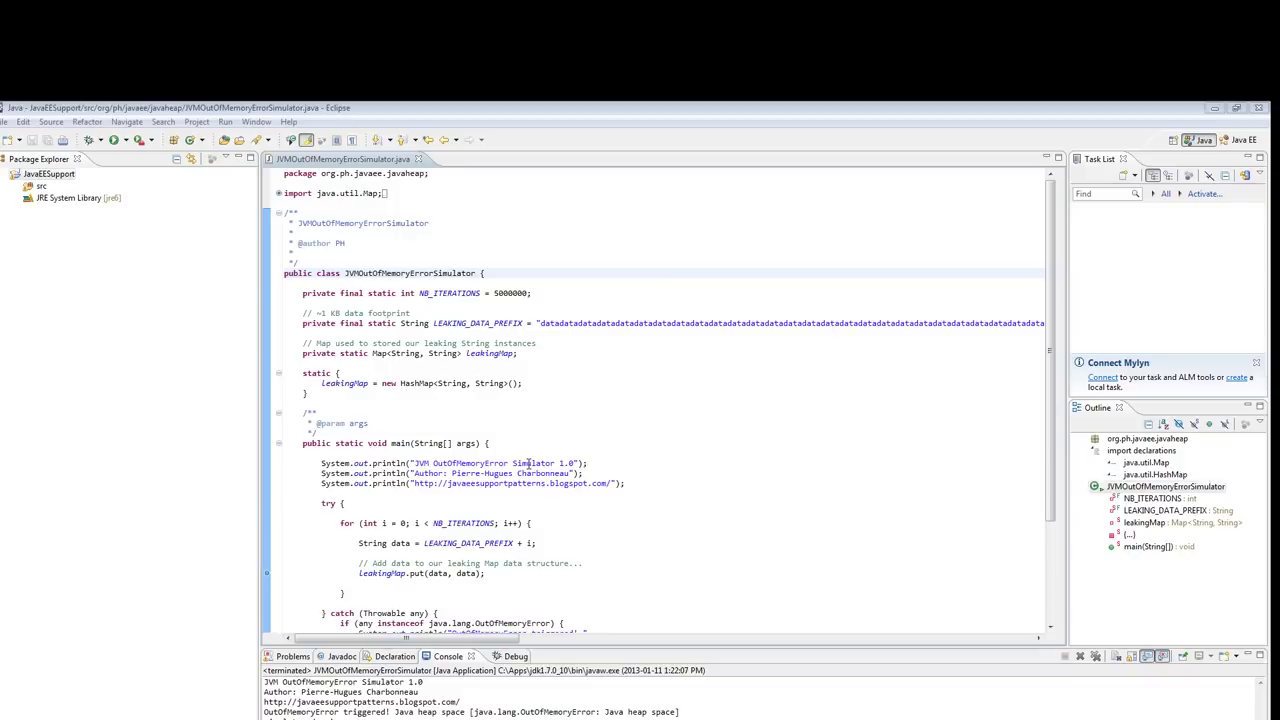 Java - JavaEESupport/src/org/ph/javaee/javaheap/JVMOutOfMemoryErrorSimulator.java - Eclipse
ile Edit Source Refactor Navigate Search Project Run Window Help
Java
Java EE
Package Explorer
JavaEESupport
src
JRE System Library [jre6]
JVMOutOfMemoryErrorSimulator.java
package org.ph.javaee.javaheap;
import java.util.Map;
/**
* JVMOutOfMemoryErrorSimulator
*
* @author PH
*
*/
public class JVMOutOfMemoryErrorSimulator {
private final static int NB_ITERATIONS = 5000000;
// ~1 KB data footprint
private final static String LEAKING_DATA_PREFIX = "datadatadatadatadatadatadatadatadatadatadatadatadatadatadatadatadatadatadatadatadatadatadatadatadatadatadata
// Map used to stored our leaking String instances
private static Map<String, String> leakingMap;
static {
leakingMap = new HashMap<String, String>();
}
/**
* @param args
*/
public static void main(String[] args) {
System.out.println("JVM OutOfMemoryError Simulator 1.0");
System.out.println("Author: Pierre-Hugues Charbonneau");
System.out.println("http://javaeesupportpatterns.blogspot.com/");
try {
for (int i = 0; i < NB_ITERATIONS; i++) {
String data = LEAKING_DATA_PREFIX + i;
// Add data to our leaking Map data structure...
leakingMap.put(data, data);
}
} catch (Throwable any) {
if (any instanceof java.lang.OutOfMemoryError) {
Task List
Find
All
Activate...
Connect Mylyn
Connect to your task and ALM tools or create a
local task.
Outline
org.ph.javaee.javaheap
import declarations
java.util.Map
java.util.HashMap
JVMOutOfMemoryErrorSimulator
NB_ITERATIONS : int
LEAKING_DATA_PREFIX : String
leakingMap : Map<String, String>
{...}
main(String[]) : void
Problems Javadoc Declaration Console Debug
<terminated> JVMOutOfMemoryErrorSimulator [Java Application] C:\Apps\jdk1.7.0_10\bin\javaw.exe (2013-01-11 1:22:07 PM)
JVM OutOfMemoryError Simulator 1.0
Author: Pierre-Hugues Charbonneau
http://javaeesupportpatterns.blogspot.com/
OutOfMemoryError triggered! Java heap space [java.lang.OutOfMemoryError: Java heap space]